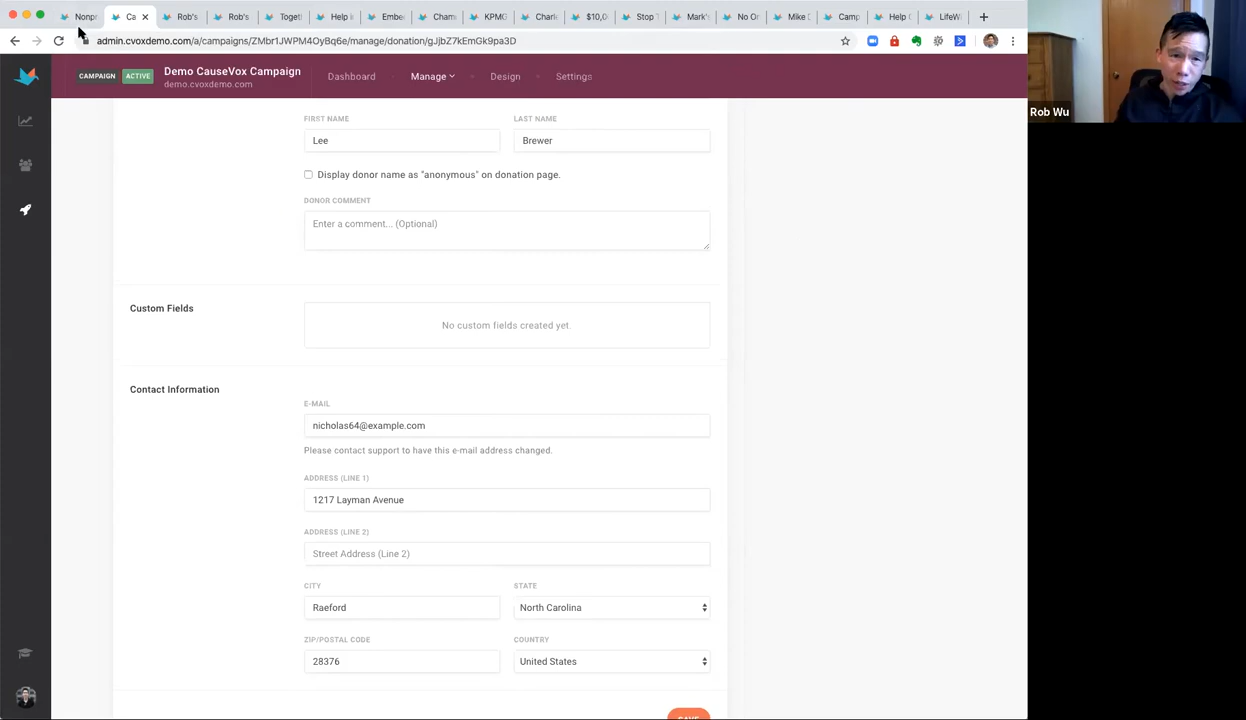 Nonpr Ca Rob's Rob's Toget Help i Embe Cham KPMG Charle $10,0 Stop T Mark's No On Mike D Camp Help C LifeWi
admin.cvoxdemo.com/a/campaigns/ZMbr1JWPM4OyBq6e/manage/donation/gJjbZ7kEmGk9pa3D
CAMPAIGN ACTIVE Demo CauseVox Campaign Dashboard Manage Design Settings
demo.cvoxdemo.com
Rob Wu
FIRST NAME LAST NAME
Lee Brewer
Display donor name as "anonymous" on donation page.
DONOR COMMENT
Enter a comment... (Optional)
Custom Fields
No custom fields created yet.
Contact Information
E-MAIL
nicholas64@example.com
Please contact support to have this e-mail address changed.
ADDRESS (LINE 1)
1217 Layman Avenue
ADDRESS (LINE 2)
Street Address (Line 2)
CITY STATE
Raeford North Carolina
ZIP/POSTAL CODE COUNTRY
28376 United States
SAVE